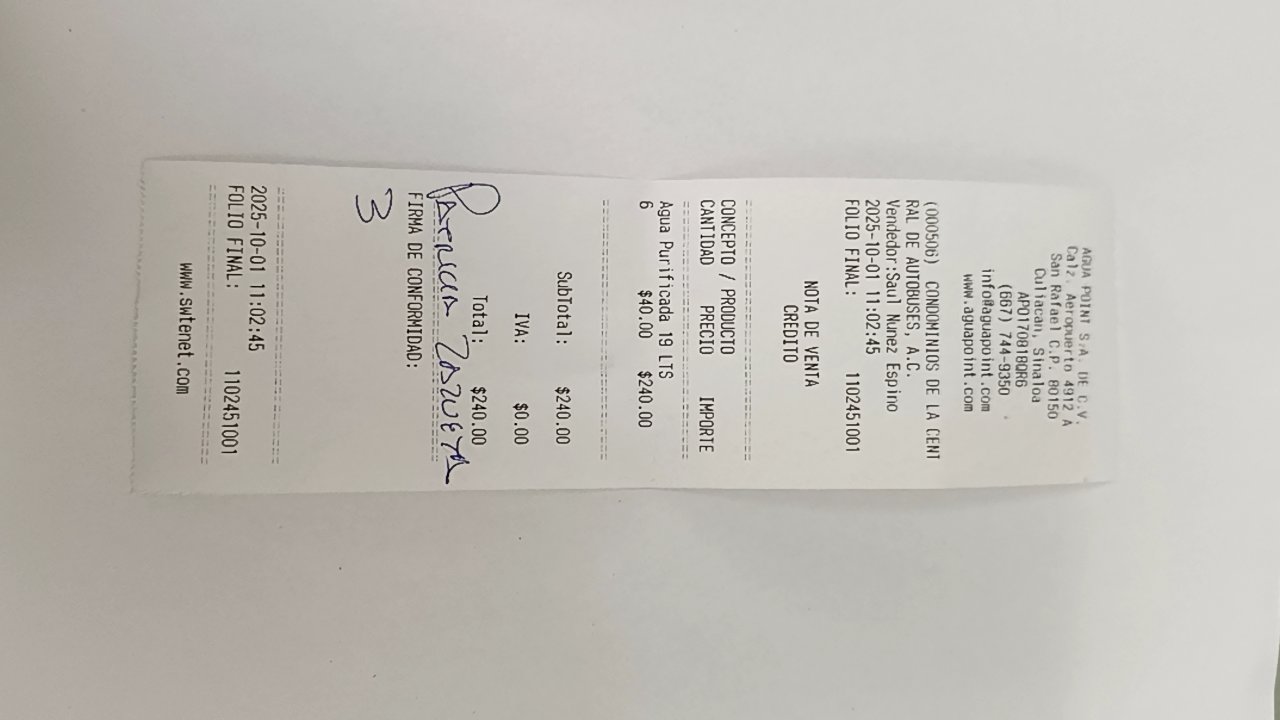 AGUA POINT S.A. DE C.V.
Calz. Aeropuerto 4912 A
San Rafael C.P. 80150
Culiacan, Sinaloa
APO170818QR6
(667) 744-9350
info@aguapoint.com
www.aguapoint.com
(000506) CONDOMINIOS DE LA CENT
RAL DE AUTOBUSES, A.C.
Vendedor:Saul Nunez Espino
2025-10-01 11:02:45
FOLIO FINAL: 1102451001
NOTA DE VENTA
CREDITO
CONCEPTO / PRODUCTO
CANTIDAD PRECIO IMPORTE
Agua Purificada 19 LTS
6 $40.00 $240.00
SubTotal: $240.00
IVA: $0.00
Total: $240.00
Patricia Zazueta
FIRMA DE CONFORMIDAD:
3
2025-10-01 11:02:45
FOLIO FINAL: 1102451001
www.swtenet.com